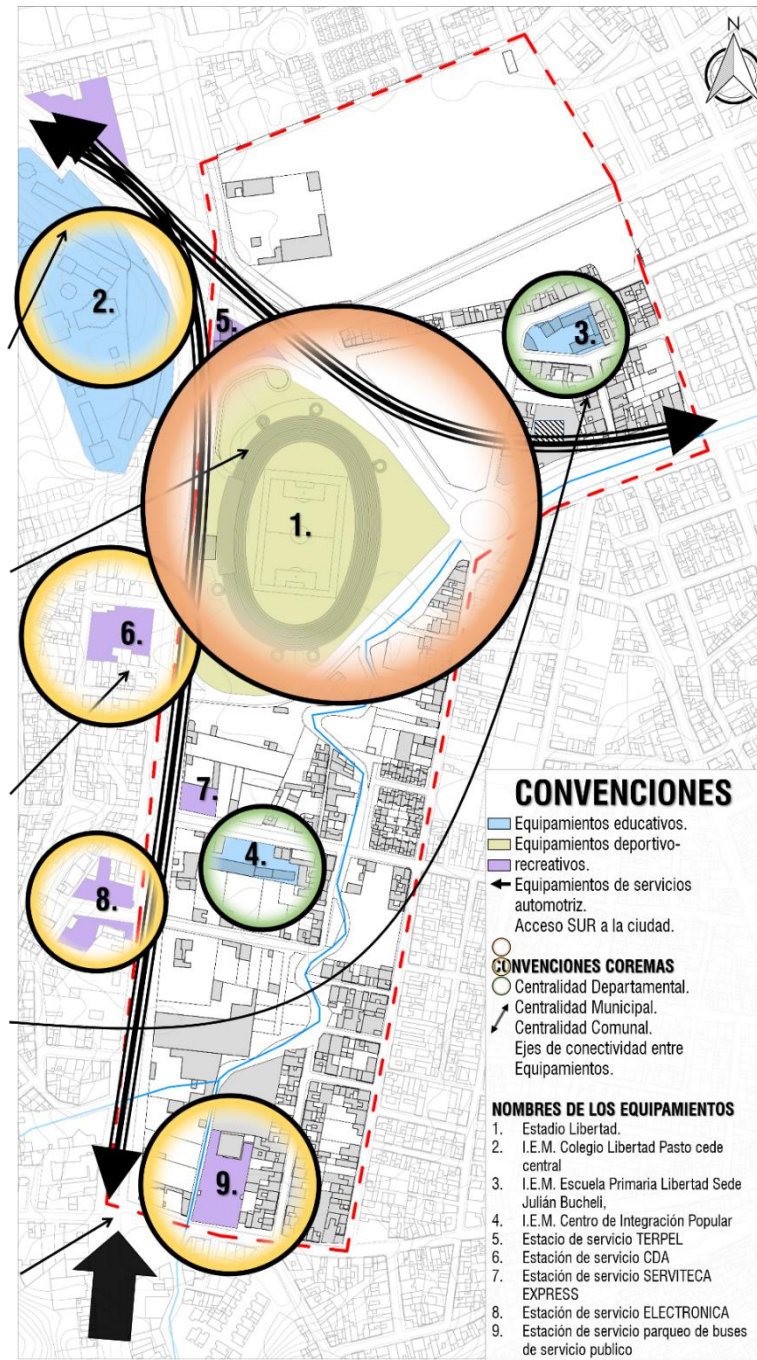 N
2.
5.
3.
1.
6.
7.
4.
8.
9.
CONVENCIONES
Equipamientos educativos.
Equipamientos deportivo-
recreativos.
Equipamientos de servicios
automotriz.
Acceso SUR a la ciudad.
CONVENCIONES COREMAS
Centralidad Departamental.
Centralidad Municipal.
Centralidad Comunal.
Ejes de conectividad entre
Equipamientos.
NOMBRES DE LOS EQUIPAMIENTOS
1. Estadio Libertad.
2. I.E.M. Colegio Libertad Pasto cede
central
3. I.E.M. Escuela Primaria Libertad Sede
Julián Bucheli,
4. I.E.M. Centro de Integración Popular
5. Estacio de servicio TERPEL
6. Estación de servicio CDA
7. Estación de servicio SERVITECA
EXPRESS
8. Estación de servicio ELECTRONICA
9. Estación de servicio parqueo de buses
de servicio publico